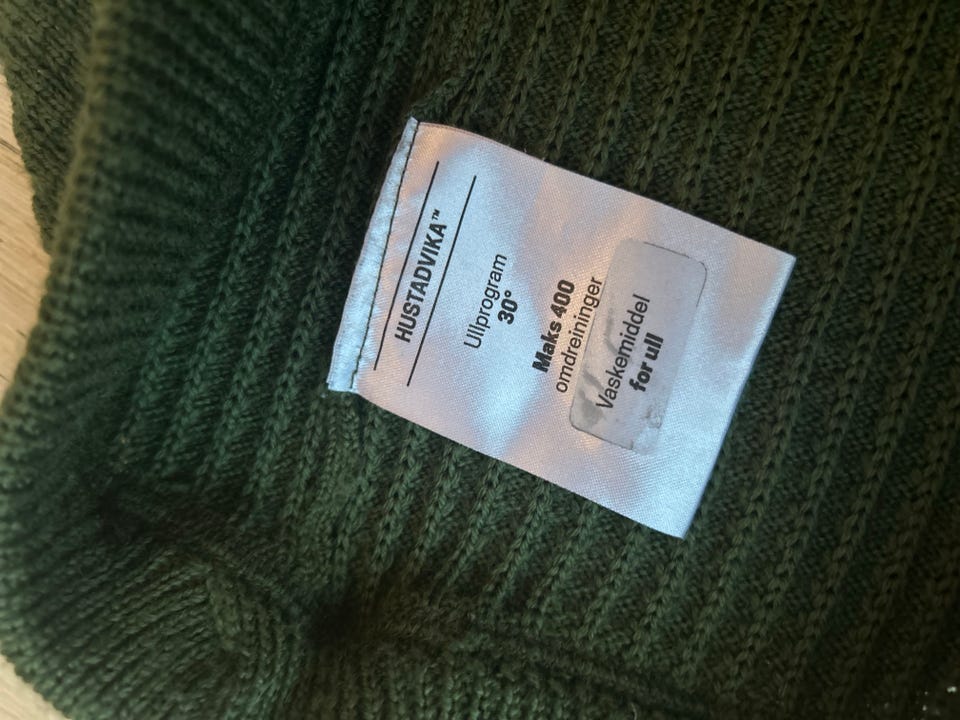 HUSTADVIKA™
Ullprogram
30°
Maks 400
omdreininger
Vaskemiddel
for ull